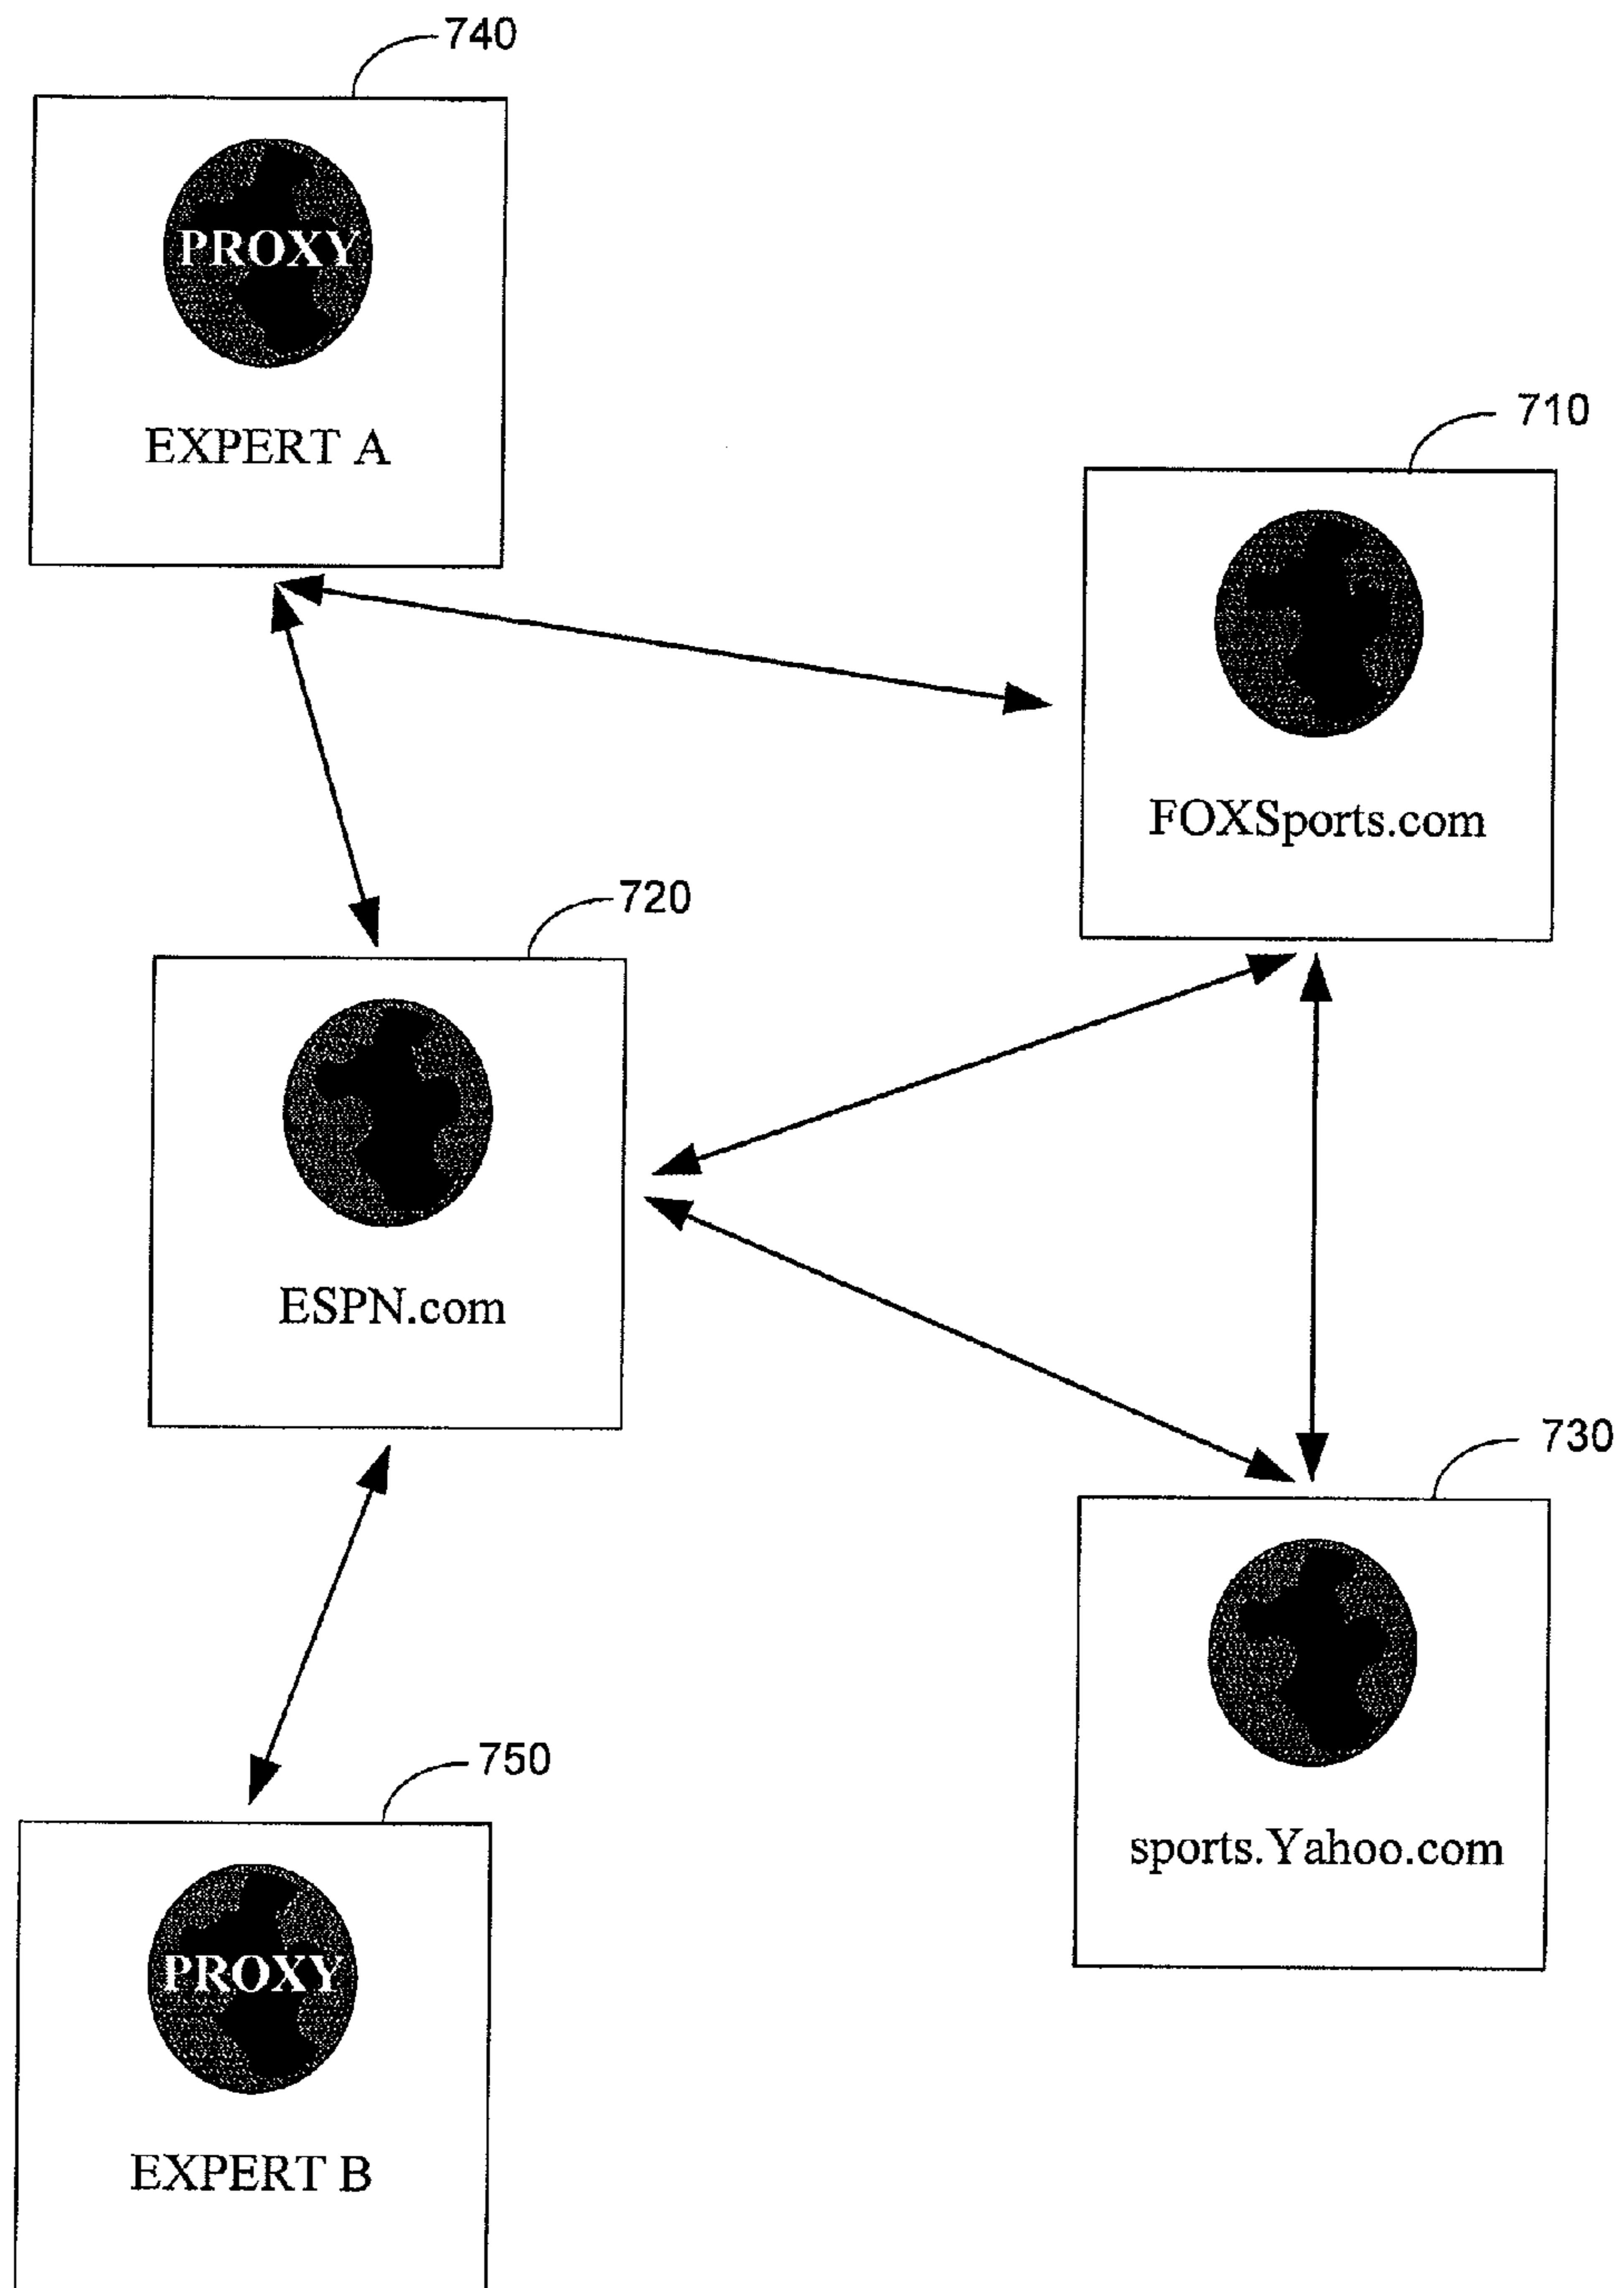 740
PROXY
EXPERT A
710
FOXSports.com
720
ESPN.com
730
sports.Yahoo.com
750
PROXY
EXPERT B